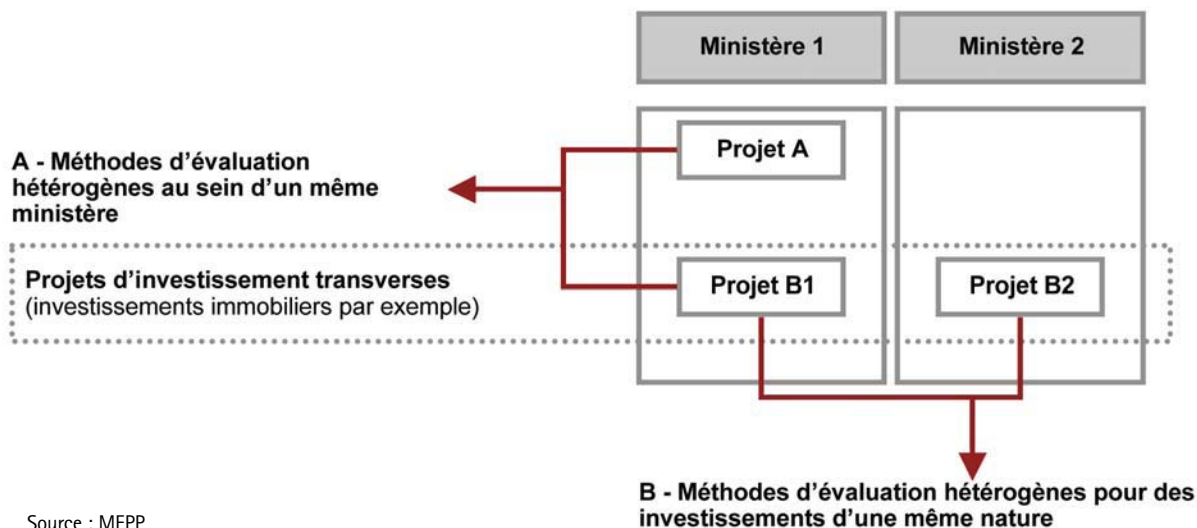 Ministère 1
Ministère 2
A - Méthodes d'évaluation
hétérogènes au sein d'un même
ministère
Projet A
Projets d'investissement transverses
(investissements immobiliers par exemple)
Projet B1
Projet B2
B - Méthodes d'évaluation hétérogènes pour des
investissements d'une même nature
Source : MEPP